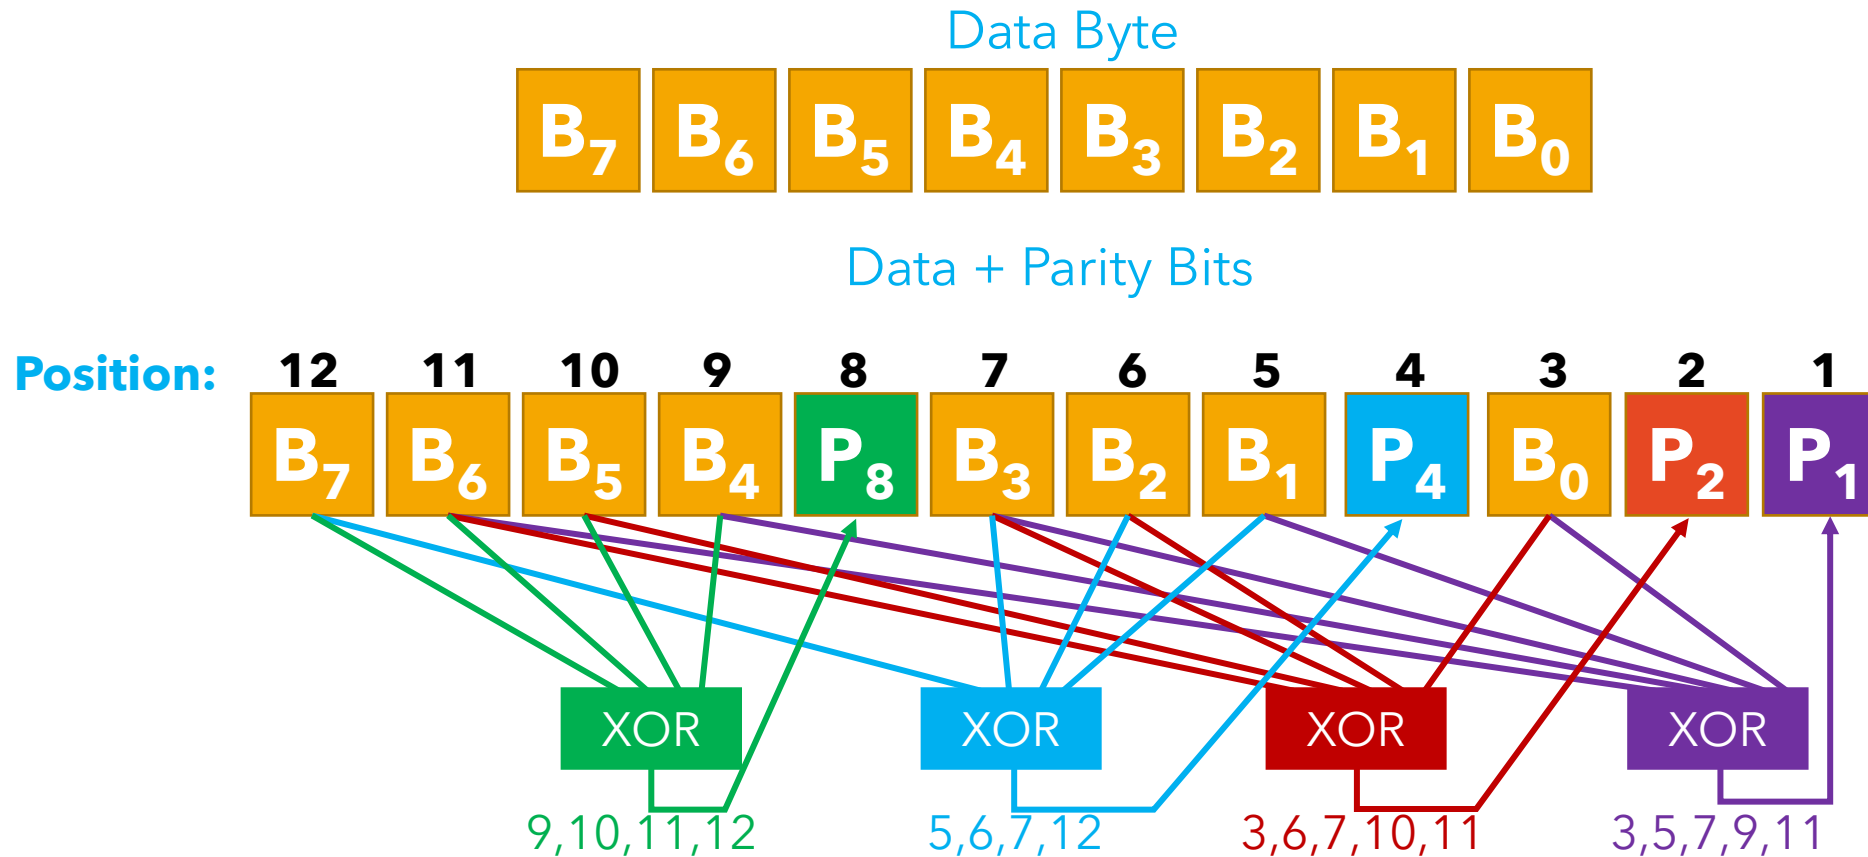 Data Byte
B₇ B₆ B₅ B₄ B₃ B₂ B₁ B₀
Data + Parity Bits
Position: 12 11 10 9 8 7 6 5 4 3 2 1
B₇ B₆ B₅ B₄ P₈ B₃ B₂ B₁ P₄ B₀ P₂ P₁
XOR XOR XOR XOR
9,10,11,12 5,6,7,12 3,6,7,10,11 3,5,7,9,11